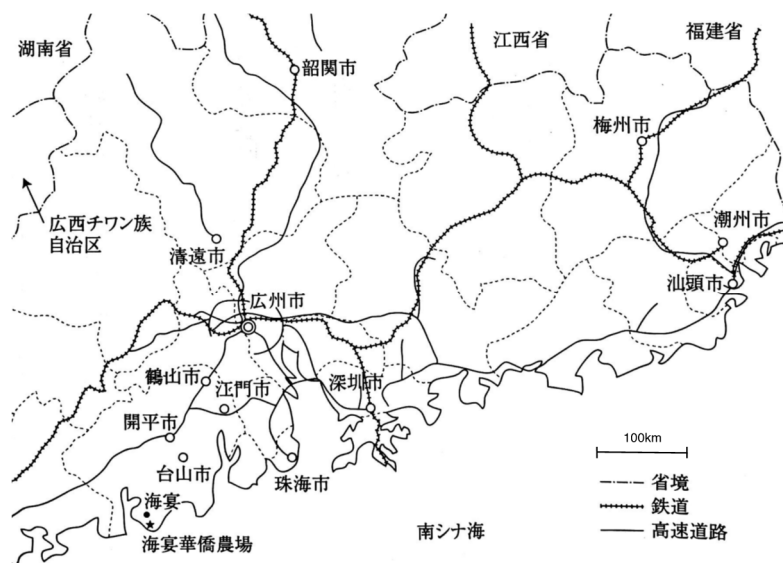 湖南省
江西省
福建省
韶関市
梅州市
広西チワン族
自治区
清遠市
潮州市
汕頭市
広州市
鶴山市
江門市
深圳市
開平市
台山市
珠海市
海宴
海宴華僑農場
南シナ海
100km
省境
鉄道
高速道路